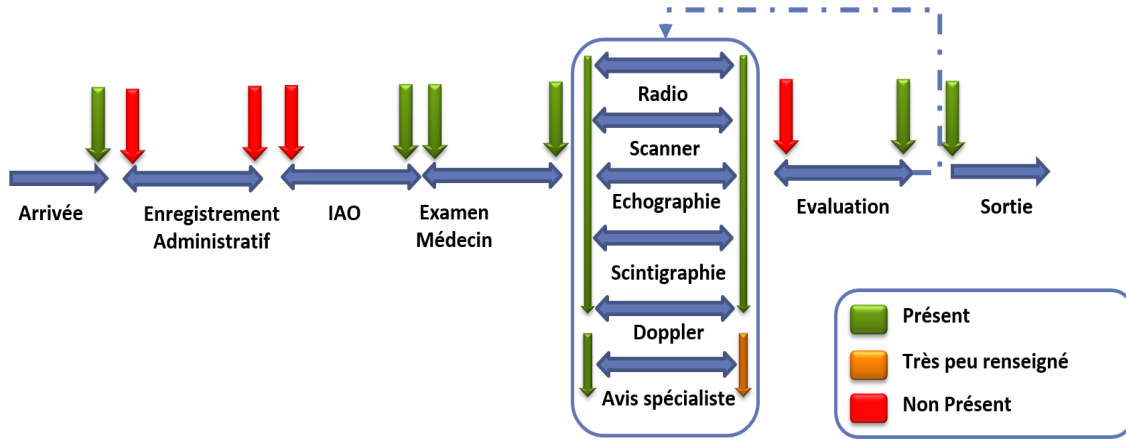 Arrivée
Enregistrement
Administratif
IAO
Examen
Médecin
Radio
Scanner
Echographie
Scintigraphie
Doppler
Avis spécialiste
Evaluation
Sortie
Présent
Très peu renseigné
Non Présent